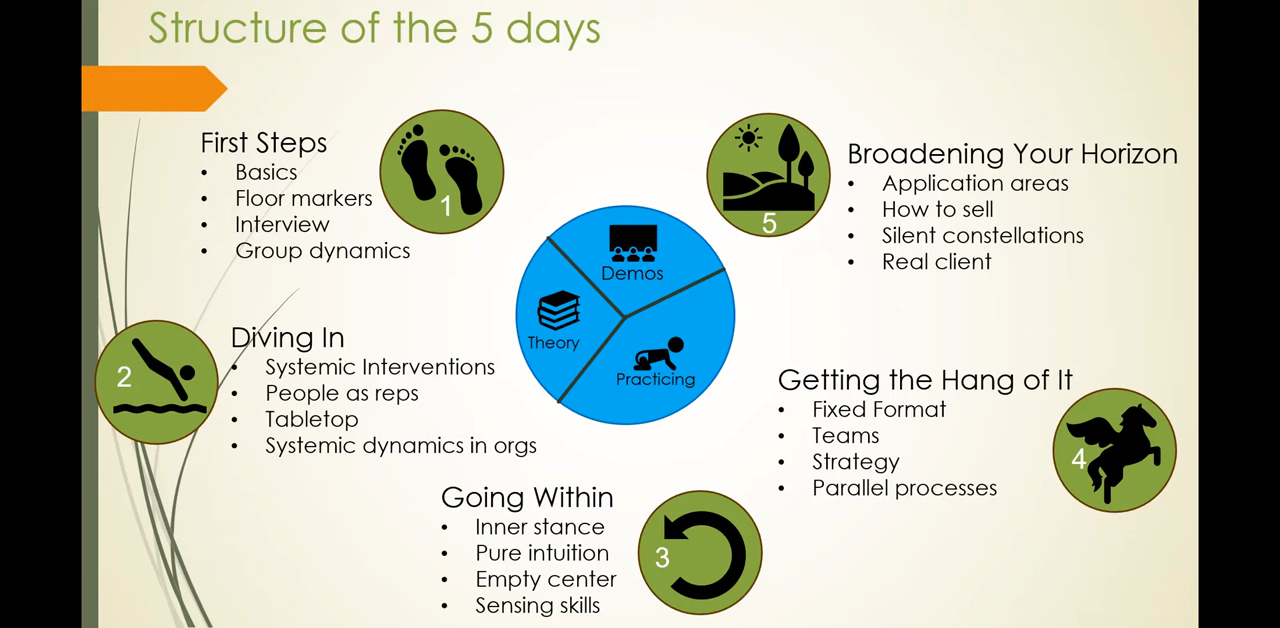 Structure of the 5 days
First Steps
• Basics
• Floor markers
• Interview
• Group dynamics
1
2
Diving In
• Systemic Interventions
• People as reps
• Tabletop
• Systemic dynamics in orgs
Going Within
• Inner stance
• Pure intuition
• Empty center
• Sensing skills
3
Getting the Hang of It
• Fixed Format
• Teams
• Strategy
• Parallel processes
4
5
Broadening Your Horizon
• Application areas
• How to sell
• Silent constellations
• Real client
Demos
Theory
Practicing